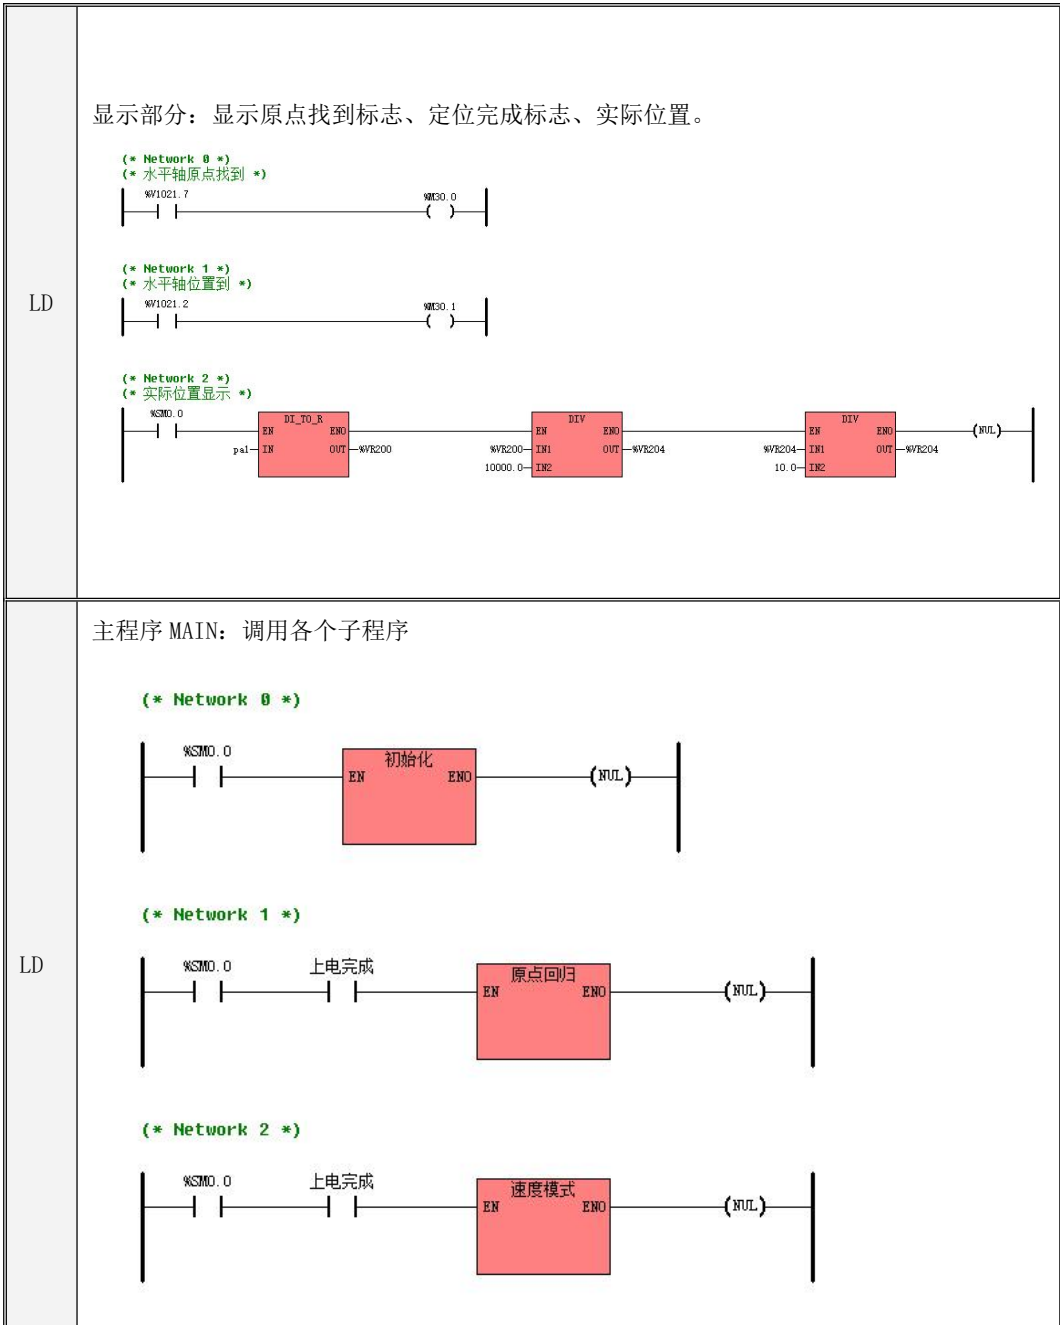 显示部分：显示原点找到标志、定位完成标志、实际位置。
(* Network 0 *)
(* 水平轴原点找到 *)
%V1021.7 %M30.0
( )
(* Network 1 *)
(* 水平轴位置到 *)
%V1021.2 %M30.1
( )
LD
(* Network 2 *)
(* 实际位置显示 *)
%SM0.0 DI_TO_R DIV DIV
EN ENO EN ENO EN ENO (NUL)
pal IN OUT %VR200 %VR200 IN1 OUT %VR204 %VR204 IN1 OUT %VR204
10000.0 IN2 10.0 IN2
主程序 MAIN：调用各个子程序
(* Network 0 *)
%SM0.0 初始化
EN ENO (NUL)
(* Network 1 *)
LD
%SM0.0 上电完成 原点回归
EN ENO (NUL)
(* Network 2 *)
%SM0.0 上电完成 速度模式
EN ENO (NUL)